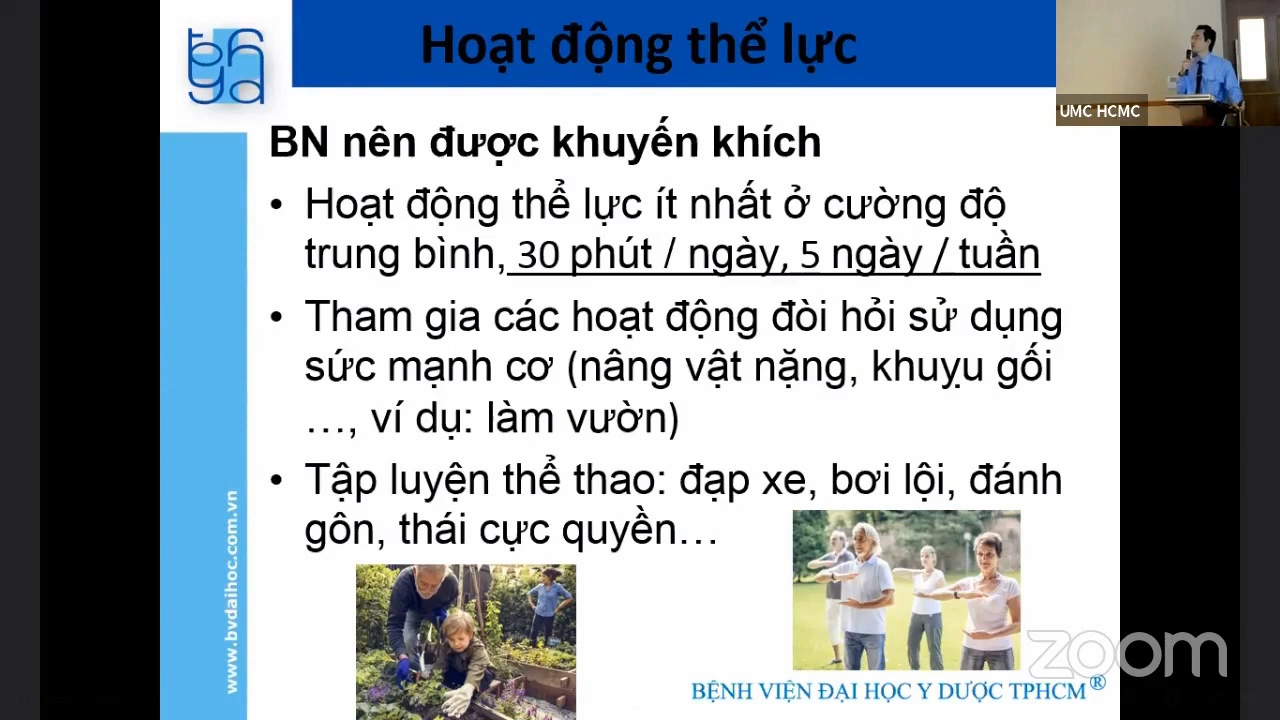 Hoạt động thể lực
UMC HCMC
BN nên được khuyến khích
• Hoạt động thể lực ít nhất ở cường độ
trung bình, 30 phút / ngày, 5 ngày / tuần
• Tham gia các hoạt động đòi hỏi sử dụng
sức mạnh cơ (nâng vật nặng, khuỵu gối
…, ví dụ: làm vườn)
• Tập luyện thể thao: đạp xe, bơi lội, đánh
gôn, thái cực quyền…
www.bvdaihoc.com.vn
zoom
BỆNH VIỆN ĐẠI HỌC Y DƯỢC TPHCM®